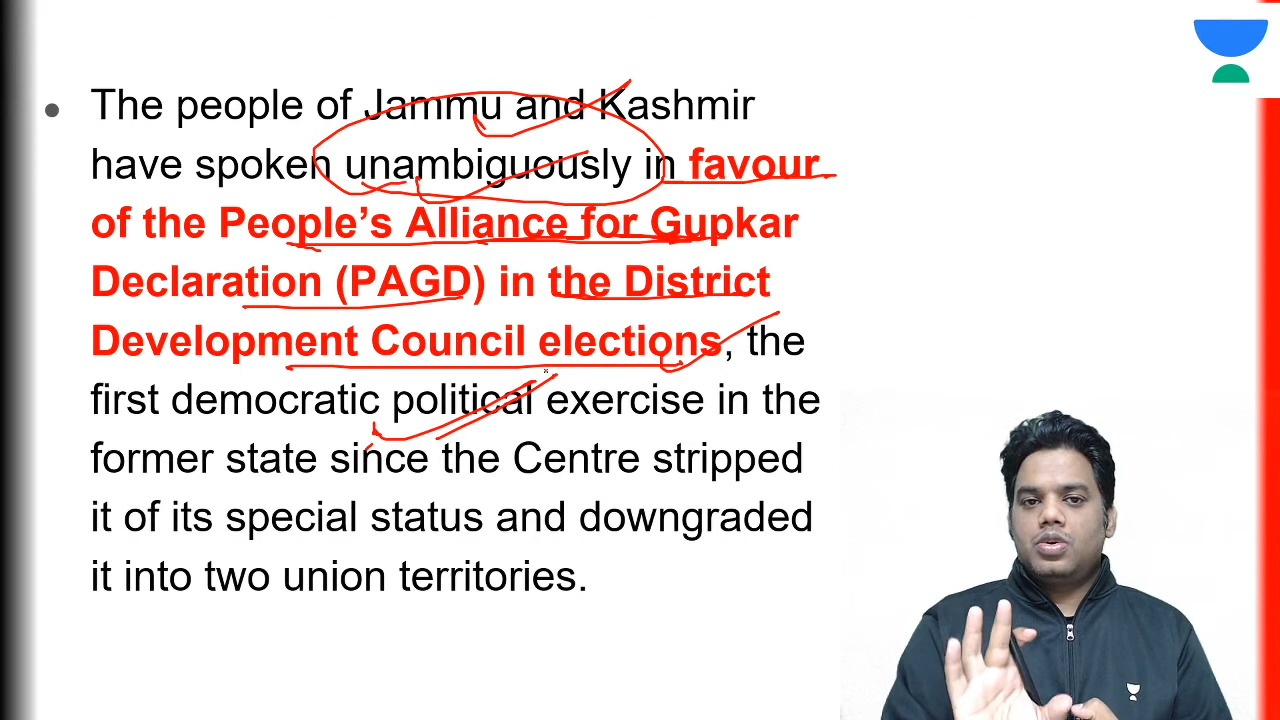 The people of Jammu and Kashmir
have spoken unambiguously in favour
of the People's Alliance for Gupkar
Declaration (PAGD) in the District
Development Council elections, the
first democratic political exercise in the
former state since the Centre stripped
it of its special status and downgraded
it into two union territories.